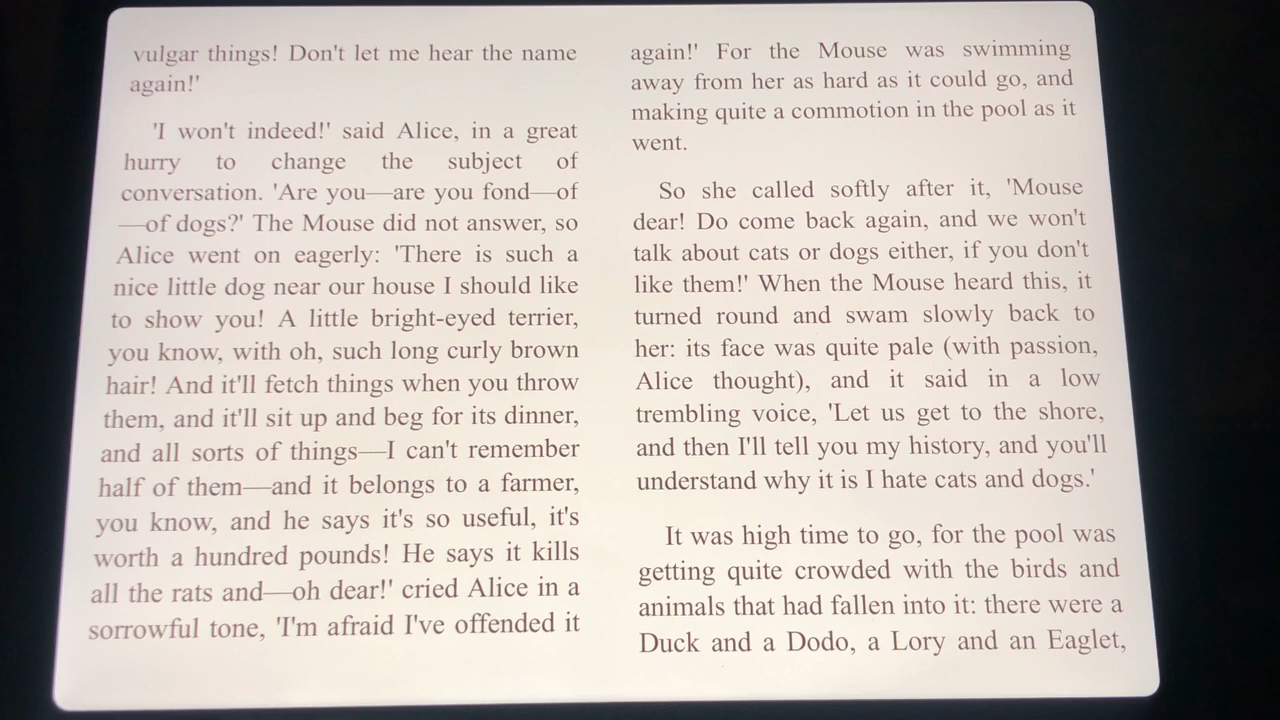 vulgar things! Don't let me hear the name
again!'
'I won't indeed!' said Alice, in a great
hurry to change the subject of
conversation. 'Are you—are you fond—of
—of dogs?' The Mouse did not answer, so
Alice went on eagerly: 'There is such a
nice little dog near our house I should like
to show you! A little bright-eyed terrier,
you know, with oh, such long curly brown
hair! And it'll fetch things when you throw
them, and it'll sit up and beg for its dinner,
and all sorts of things—I can't remember
half of them—and it belongs to a farmer,
you know, and he says it's so useful, it's
worth a hundred pounds! He says it kills
all the rats and—oh dear!' cried Alice in a
sorrowful tone, 'I'm afraid I've offended it
again!' For the Mouse was swimming
away from her as hard as it could go, and
making quite a commotion in the pool as it
went.
So she called softly after it, 'Mouse
dear! Do come back again, and we won't
talk about cats or dogs either, if you don't
like them!' When the Mouse heard this, it
turned round and swam slowly back to
her: its face was quite pale (with passion,
Alice thought), and it said in a low
trembling voice, 'Let us get to the shore,
and then I'll tell you my history, and you'll
understand why it is I hate cats and dogs.'
It was high time to go, for the pool was
getting quite crowded with the birds and
animals that had fallen into it: there were a
Duck and a Dodo, a Lory and an Eaglet,